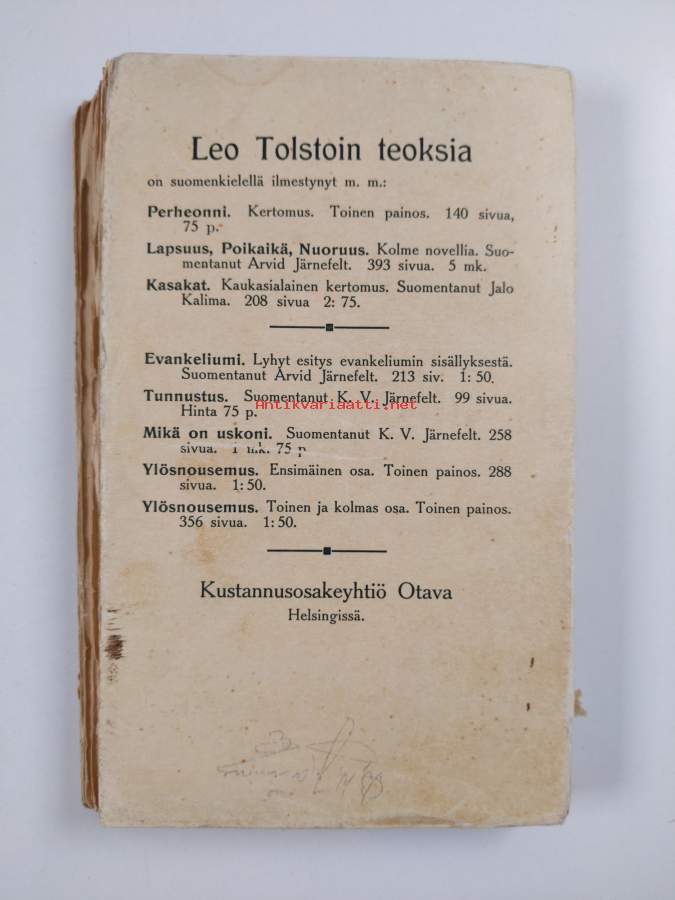 Leo Tolstoin teoksia
on suomenkielellä ilmestynyt m. m.:
Perheonni. Kertomus. Toinen painos. 140 sivua,
75 p.
Lapsuus, Poikaikä, Nuoruus. Kolme novellia. Suo-
mentanut Arvid Järnefelt. 393 sivua. 5 mk.
Kasakat. Kaukasialainen kertomus. Suomentanut Jalo
Kalima. 208 sivua 2: 75.
Evankeliumi. Lyhyt esitys evankeliumin sisällyksestä.
Suomentanut Arvid Järnefelt. 213 siv. 1: 50.
Tunnustus. Suomentanut K. V. Järnefelt. 99 sivua.
Hinta 75 p.
Antikvariaatti.net
Mikä on uskoni. Suomentanut K. V. Järnefelt. 258
sivua. 1 mk. 75 p
Ylösnousemus. Ensimäinen osa. Toinen painos. 288
sivua. 1: 50.
Ylösnousemus. Toinen ja kolmas osa. Toinen painos.
356 sivua. 1: 50.
Kustannusosakeyhtiö Otava
Helsingissä.